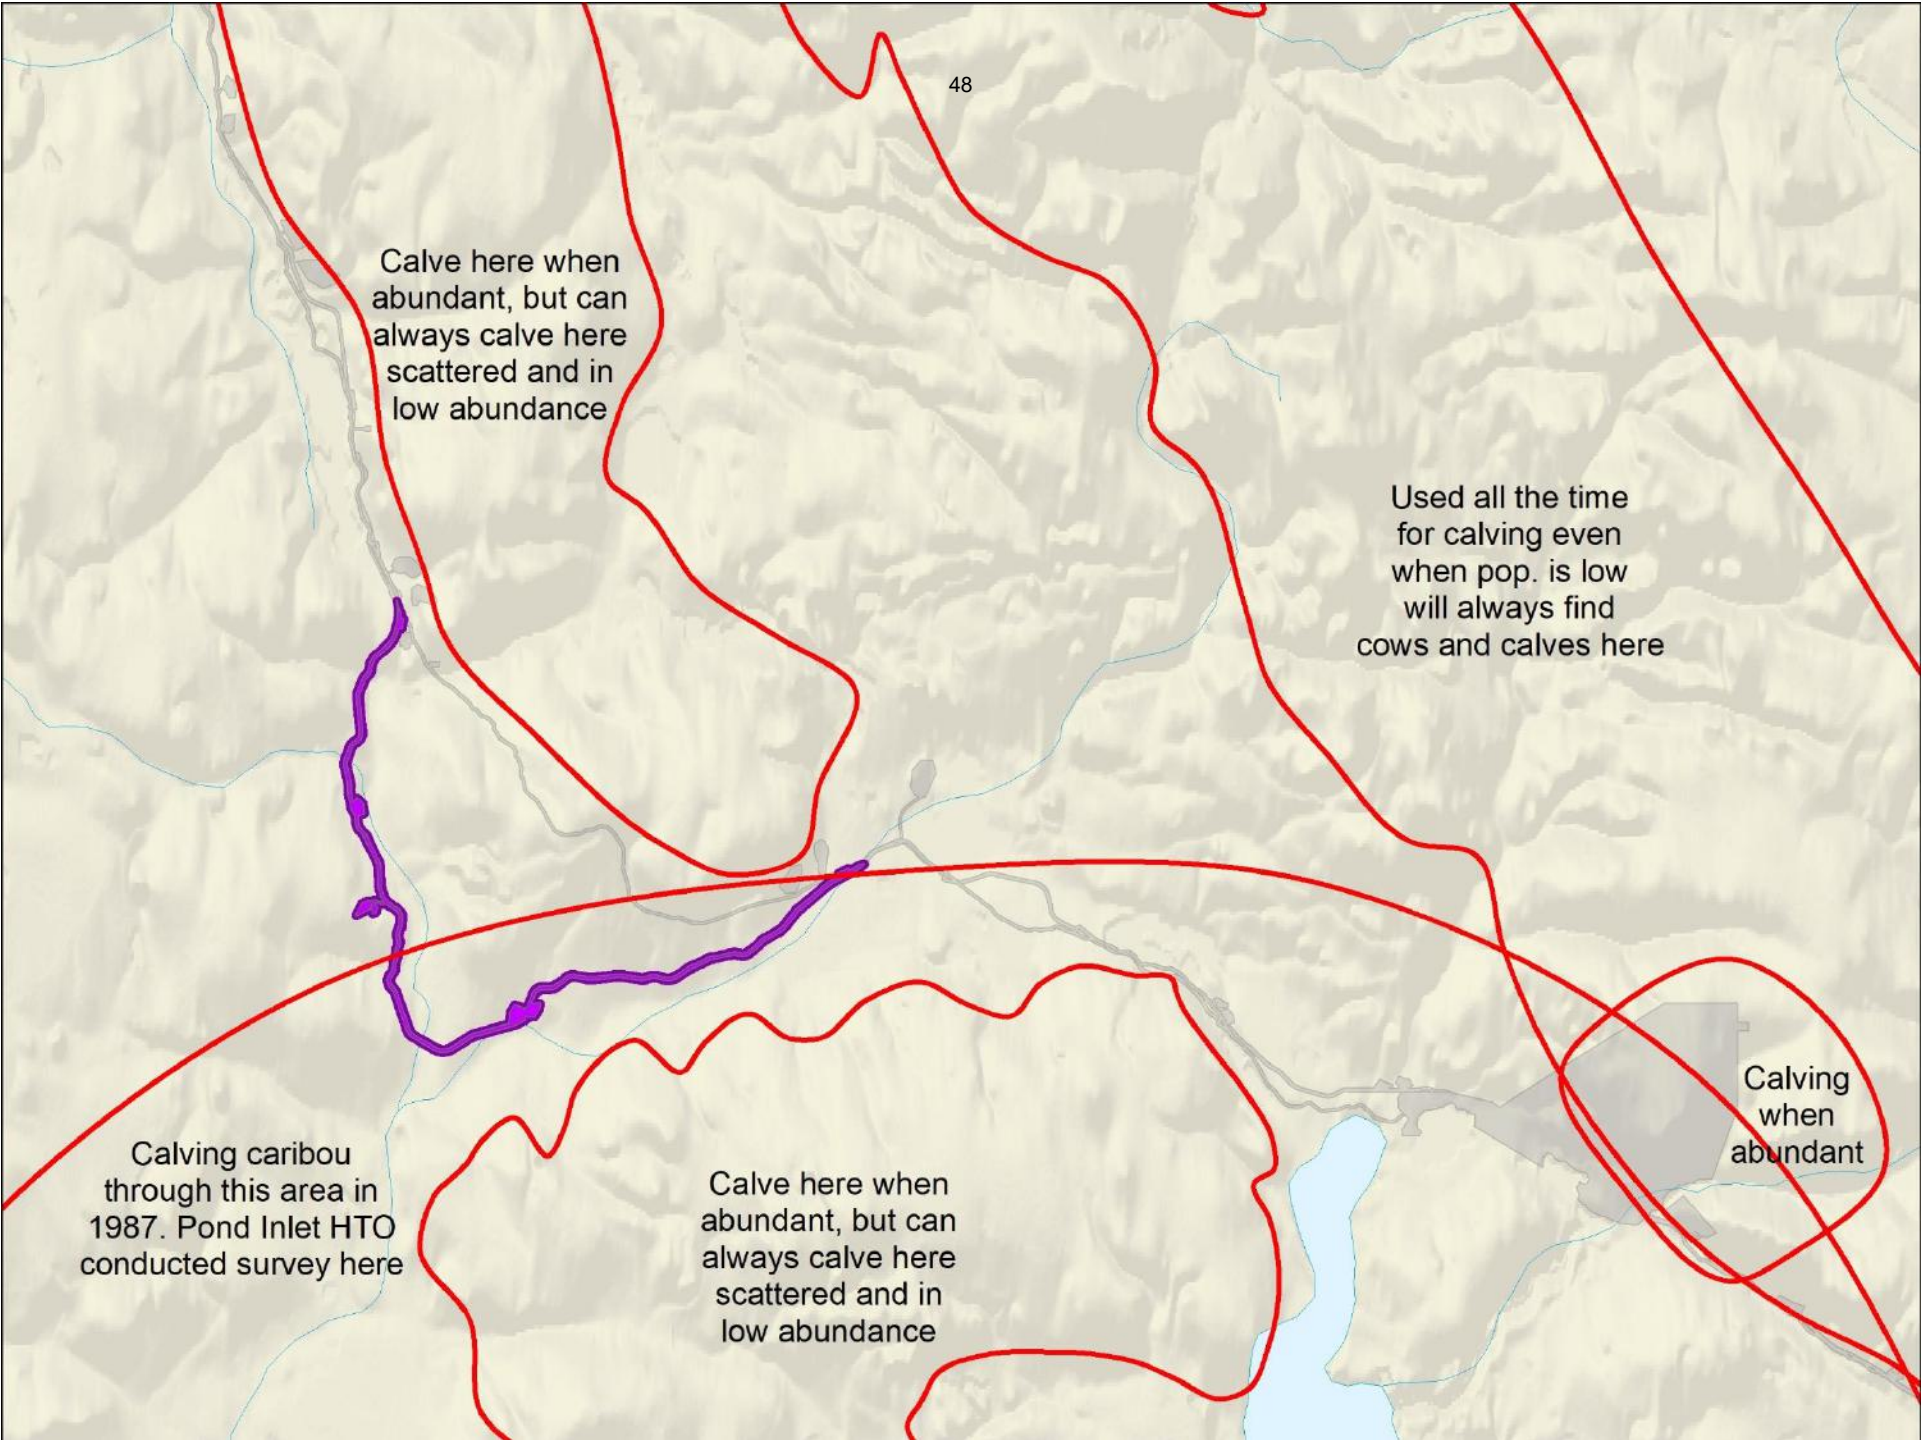 48
Calve here when
abundant, but can
always calve here
scattered and in
low abundance
Used all the time
for calving even
when pop. is low
will always find
cows and calves here
Calving
when
abundant
Calving caribou
through this area in
1987. Pond Inlet HTO
conducted survey here
Calve here when
abundant, but can
always calve here
scattered and in
low abundance